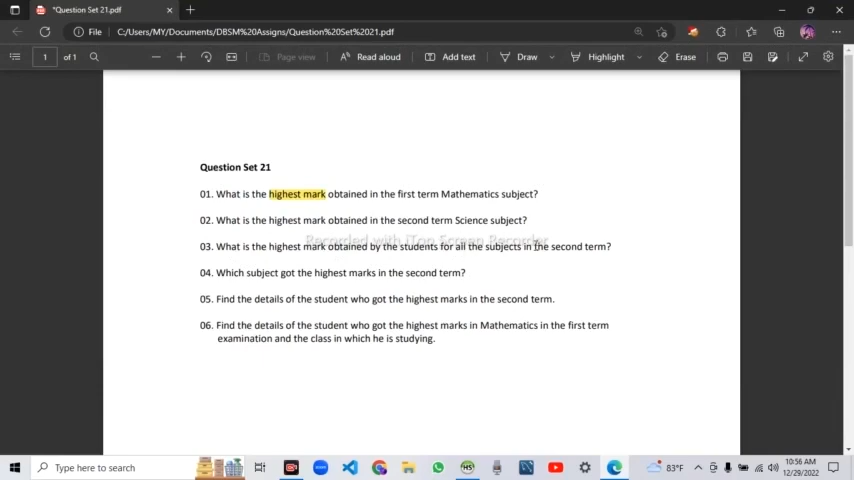 *Question Set 21.pdf
File
C:/Users/MY/Documents/DBSM%20Assigns/Question%20Set%2021.pdf
1 of 1
Page view
Read aloud
Add text
Draw
Highlight
Erase
Question Set 21
01. What is the highest mark obtained in the first term Mathematics subject?
02. What is the highest mark obtained in the second term Science subject?
Recorded with iTop Screen Recorder
03. What is the highest mark obtained by the students for all the subjects in the second term?
04. Which subject got the highest marks in the second term?
05. Find the details of the student who got the highest marks in the second term.
06. Find the details of the student who got the highest marks in Mathematics in the first term
examination and the class in which he is studying.
Type here to search
83°F
10:56 AM
12/29/2022